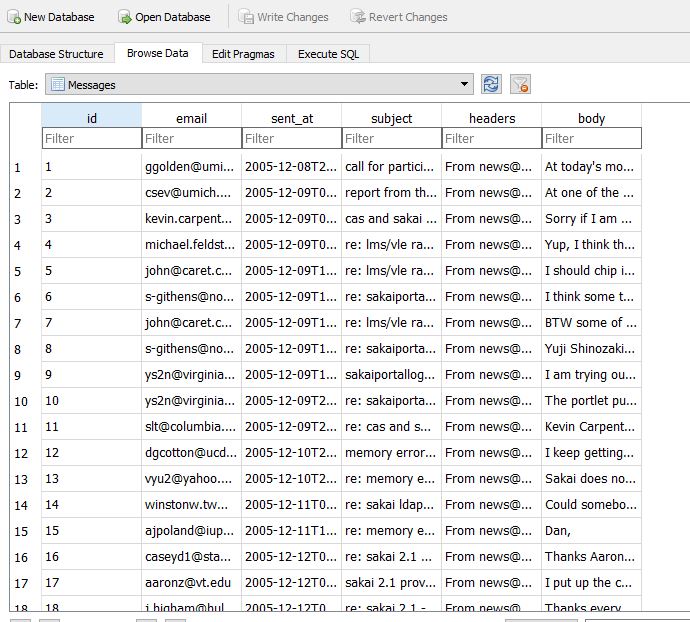 New Database Open Database Write Changes Revert Changes
Database Structure Browse Data Edit Pragmas Execute SQL
Table: Messages
id email sent_at subject headers body
Filter Filter Filter Filter Filter Filter
1 1 ggolden@umi... 2005-12-08T2... call for partici... From news@... At today's mo...
2 2 csev@umich.... 2005-12-09T0... report from th... From news@... At one of the ...
3 3 kevin.carpent... 2005-12-09T0... cas and sakai ... From news@... Sorry if I am ...
4 4 michael.feldst... 2005-12-09T0... re: lms/vle ra... From news@... Yup, I think th...
5 5 john@caret.c... 2005-12-09T1... re: lms/vle ra... From news@... I should chip i...
6 6 s-githens@no... 2005-12-09T1... re: sakaiporta... From news@... I think some t...
7 7 john@caret.c... 2005-12-09T1... re: lms/vle ra... From news@... BTW some of ...
8 8 s-githens@no... 2005-12-09T1... re: sakaiporta... From news@... Yuji Shinozaki...
9 9 ys2n@virginia... 2005-12-09T1... sakaiportallog... From news@... I am trying ou...
10 10 ys2n@virginia... 2005-12-09T2... re: sakaiporta... From news@... The portlet pu...
11 11 slt@columbia.... 2005-12-09T2... re: cas and s... From news@... Kevin Carpent...
12 12 dgcotton@ucd... 2005-12-10T2... memory error... From news@... I keep getting...
13 13 vyu2@yahoo.... 2005-12-10T2... re: memory e... From news@... Sakai does no...
14 14 winstonw.tw... 2005-12-11T0... re: sakai ldap... From news@... Could somebo...
15 15 ajpoland@iup... 2005-12-11T1... re: memory e... From news@... Dan,
16 16 caseyd1@sta... 2005-12-12T0... re: sakai 2.1 ... From news@... Thanks Aaron...
17 17 aaronz@vt.edu 2005-12-12T0... sakai 2.1 prov... From news@... I put up the c...
18 18 j.higham@hul... 2005-12-12T0... re: sakai 2.1 -... From news@... Thanks every...